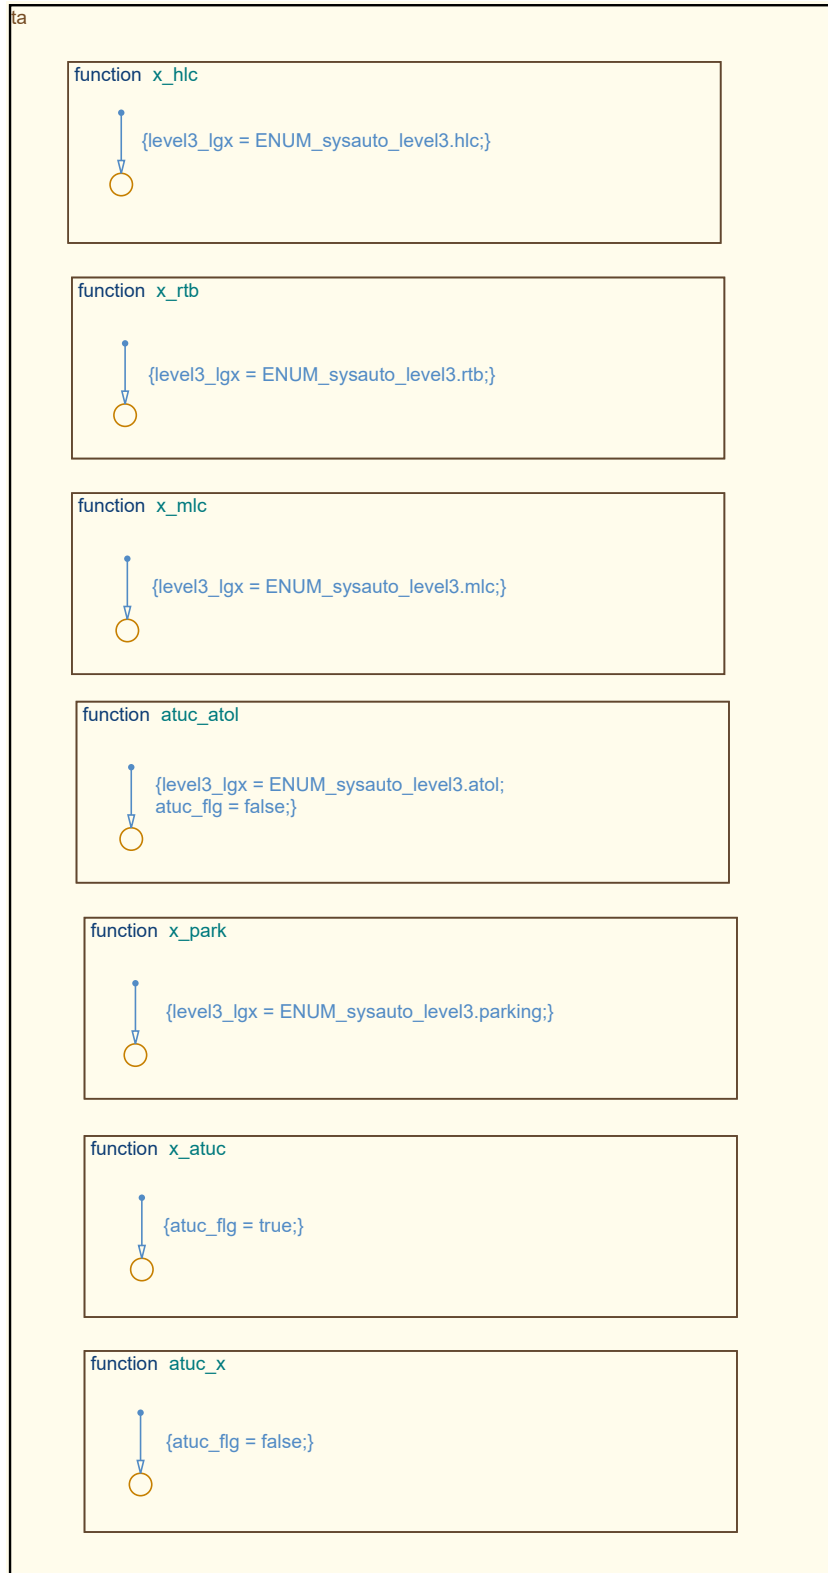 ta
function x_hlc
{level3_lgx = ENUM_sysauto_level3.hlc;}
function x_rtb
{level3_lgx = ENUM_sysauto_level3.rtb;}
function x_mlc
{level3_lgx = ENUM_sysauto_level3.mlc;}
function atuc_atol
{level3_lgx = ENUM_sysauto_level3.atol;
atuc_flg = false;}
function x_park
{level3_lgx = ENUM_sysauto_level3.parking;}
function x_atuc
{atuc_flg = true;}
function atuc_x
{atuc_flg = false;}